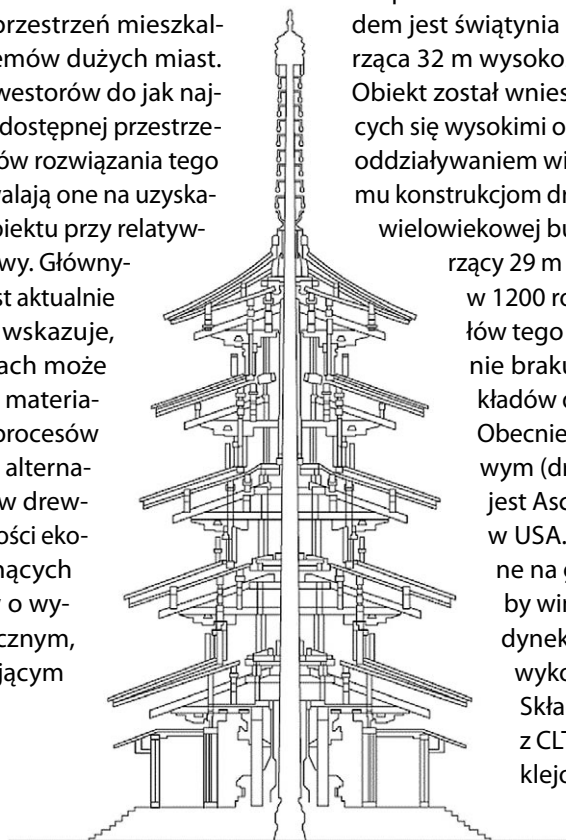 przestrzeń mieszkal-
emów dużych miast.
westorów do jak naj-
dostępnej przestrze-
ów rozwiązania tego
alają one na uzyska-
biektu przy relatyw-
wy. Główny-
st aktualnie
wskazuje,
ach może
materia-
procesów
alterna-
w drew-
ości eko-
nących
o wy-
cznym,
jącym
dem jest świątynia
rząca 32 m wysoko
Obiekt został wnies
cych się wysokimi o
oddziaływaniem wi
mu konstrukcjom dr
wielowiekowej bu
rzący 29 m
w 1200 ro
łów tego
nie braku
kładów d
Obecnie
wym (dr
jest Asc
w USA.
ne na g
by win
dynek
wyko
Skła
z CLT
klejo